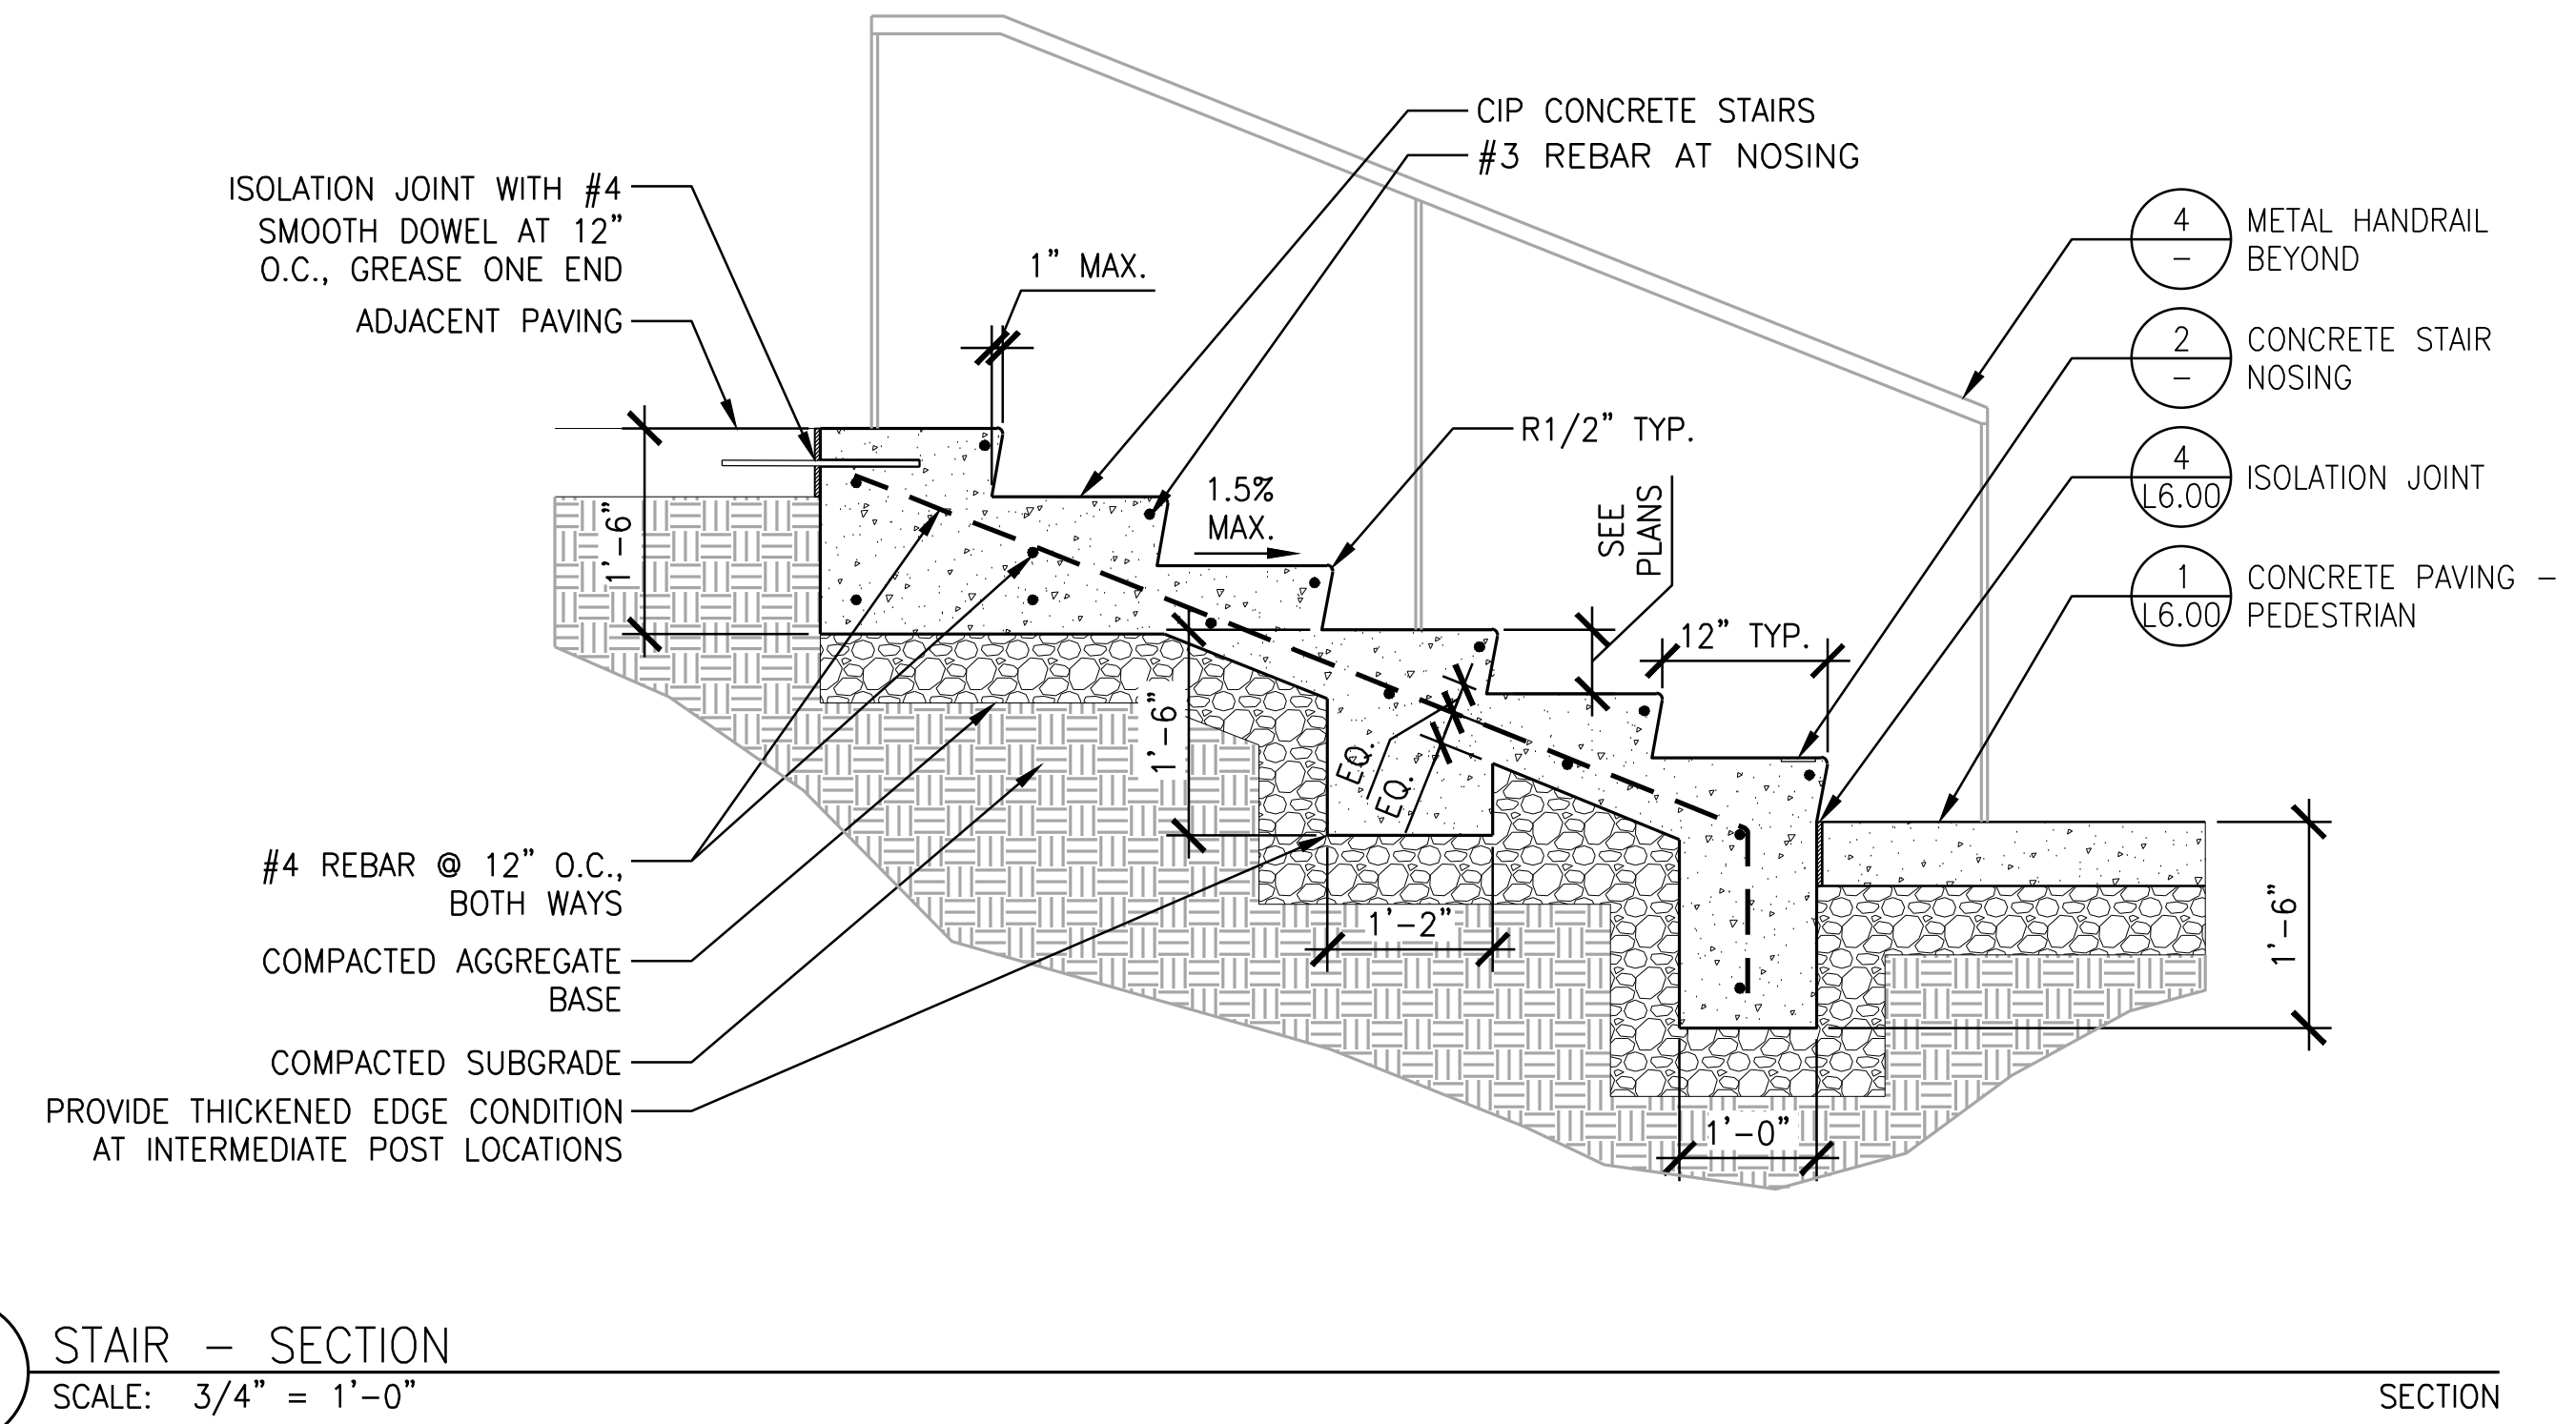 CIP CONCRETE STAIRS
#3 REBAR AT NOSING
ISOLATION JOINT WITH #4
SMOOTH DOWEL AT 12"
O.C., GREASE ONE END
ADJACENT PAVING
1" MAX.
4
-
METAL HANDRAIL
BEYOND
2
-
CONCRETE STAIR
NOSING
4
L6.00
ISOLATION JOINT
1
L6.00
CONCRETE PAVING -
PEDESTRIAN
R1/2" TYP.
1.5%
MAX.
SEE
PLANS
12" TYP.
1'-6"
1'-6"
EQ.
EQ.
1'-2"
1'-0"
1'-6"
#4 REBAR @ 12" O.C.,
BOTH WAYS
COMPACTED AGGREGATE
BASE
COMPACTED SUBGRADE
PROVIDE THICKENED EDGE CONDITION
AT INTERMEDIATE POST LOCATIONS
STAIR - SECTION
SCALE: 3/4" = 1'-0"
SECTION